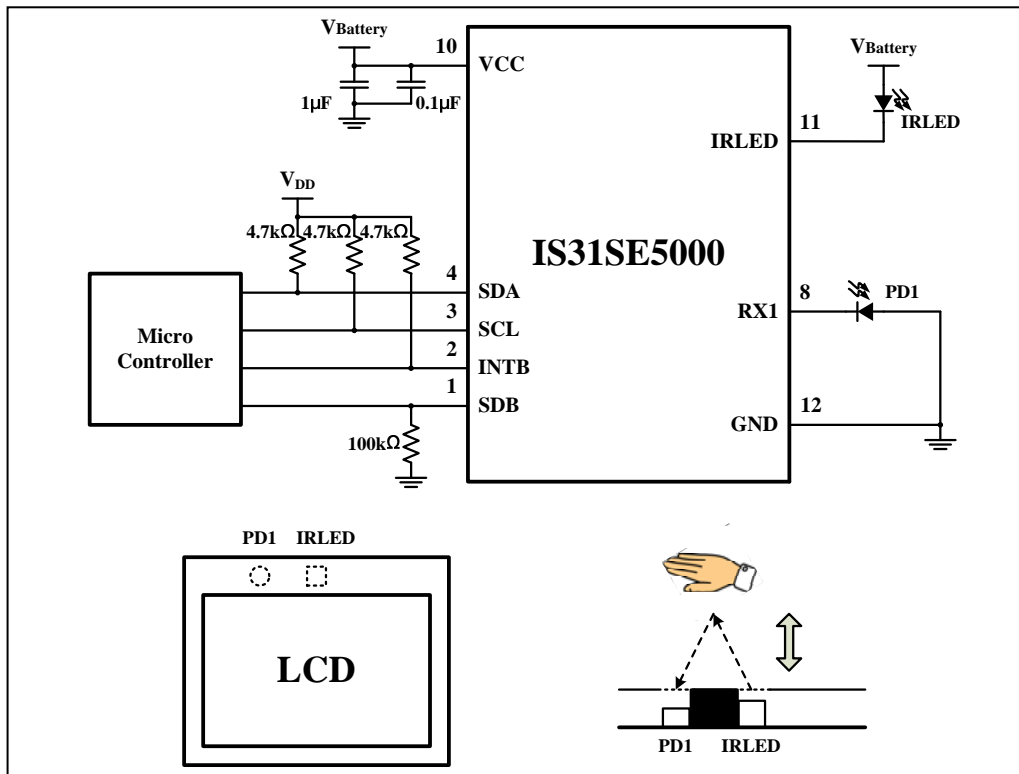 VBattery
10
VCC
1μF
0.1μF
VBattery
11
IRLED
IRLED
VDD
4.7kΩ 4.7kΩ 4.7kΩ
IS31SE5000
Micro
Controller
4
SDA
3
SCL
2
INTB
1
SDB
100kΩ
8
RX1
PD1
12
GND
PD1 IRLED
LCD
PD1 IRLED